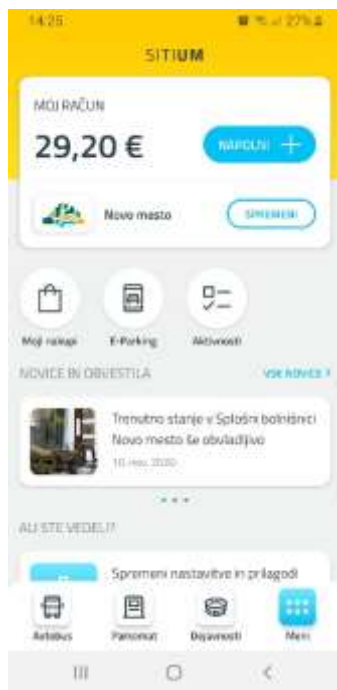 14:25
27%
SITIUM
MOJ RAČUN
29,20 €
NAPOLNI
Novo mesto
SPREMENI
Moji nakupi
E-Parking
Aktivnosti
NOVICE IN OBVESTILA
VSE NOVICE
Trenutno stanje v Splošni bolnišnici
Novo mesto še obvladljivo
10. nov. 2020
ALI STE VEDELI?
Spremeni nastavitve in prilagodi
Avtobus
Parkomat
Dejavnosti
Meni